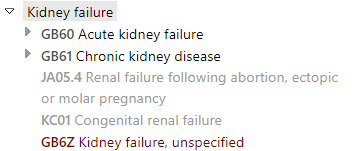 Kidney failure
GB60 Acute kidney failure
GB61 Chronic kidney disease
JA05.4 Renal failure following abortion, ectopic
or molar pregnancy
KC01 Congenital renal failure
GB6Z Kidney failure, unspecified